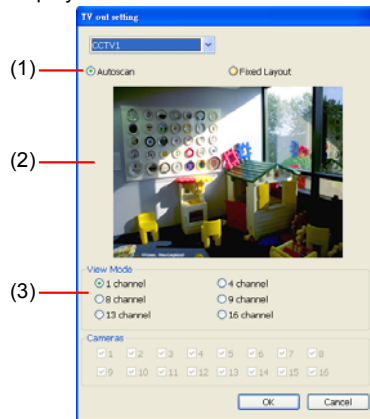 TV out setting
CCTV1
(1)
Autoscan
Fixed Layout
(2)
(3)
View Mode
1 channel
4 channel
8 channel
9 channel
13 channel
16 channel
Cameras
1 2 3 4 5 6 7 8
9 10 11 12 13 14 15 16
OK
Cancel